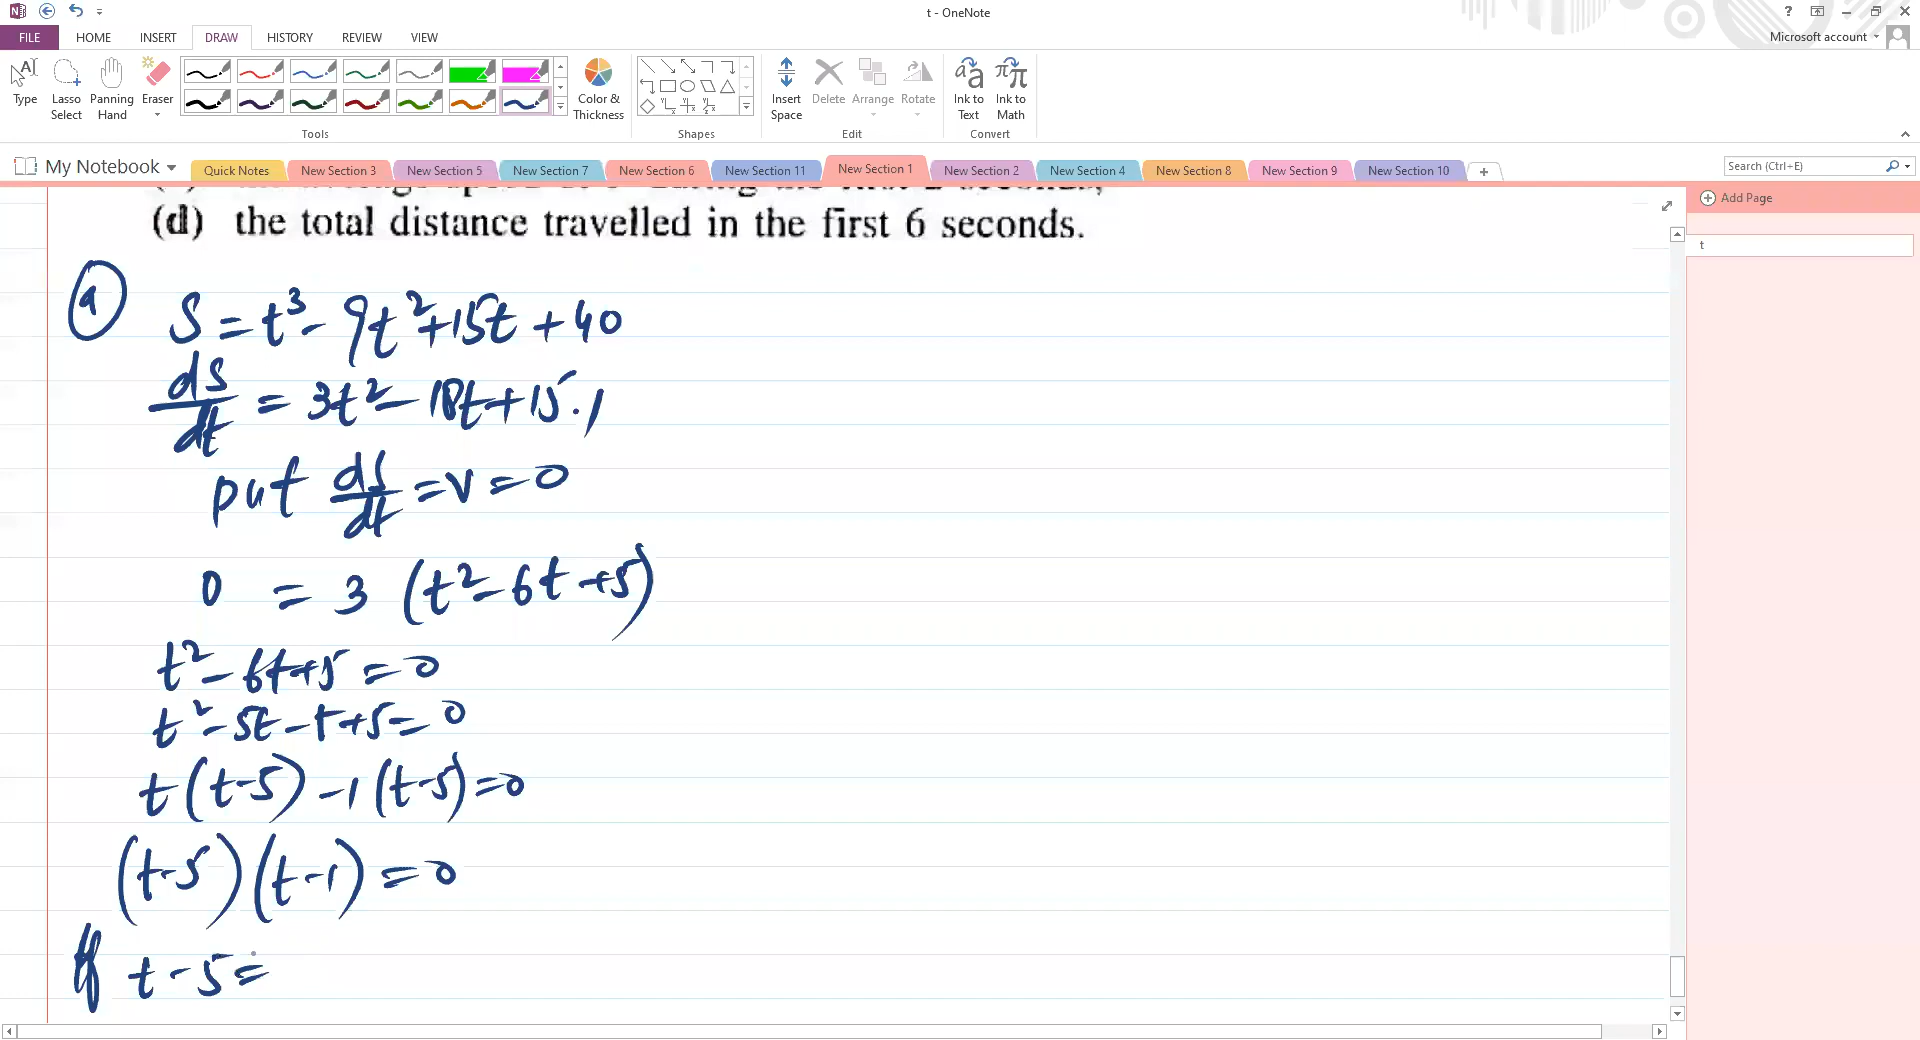 t - OneNote
Microsoft account
FILE HOME INSERT DRAW HISTORY REVIEW VIEW
Type
Lasso Select
Panning Hand
Eraser
Color & Thickness
Insert Space
Delete
Arrange
Rotate
Ink to Text
Ink to Math
Tools Shapes Edit Convert
My Notebook Quick Notes New Section 3 New Section 5 New Section 7 New Section 6 New Section 11 New Section 1 New Section 2 New Section 4 New Section 8 New Section 9 New Section 10
Search (Ctrl+E)
Add Page
t
(d) the total distance travelled in the first 6 seconds.
(a) S = t³ - 9t² + 15t + 40
ds/dt = 3t² - 18t + 15.1
put ds/dt = v = 0
0 = 3 (t² - 6t + 5)
t² - 6t + 5 = 0
t² - 5t - t + 5 = 0
t (t - 5) - 1 (t - 5) = 0
(t - 5) (t - 1) = 0
If t - 5 =